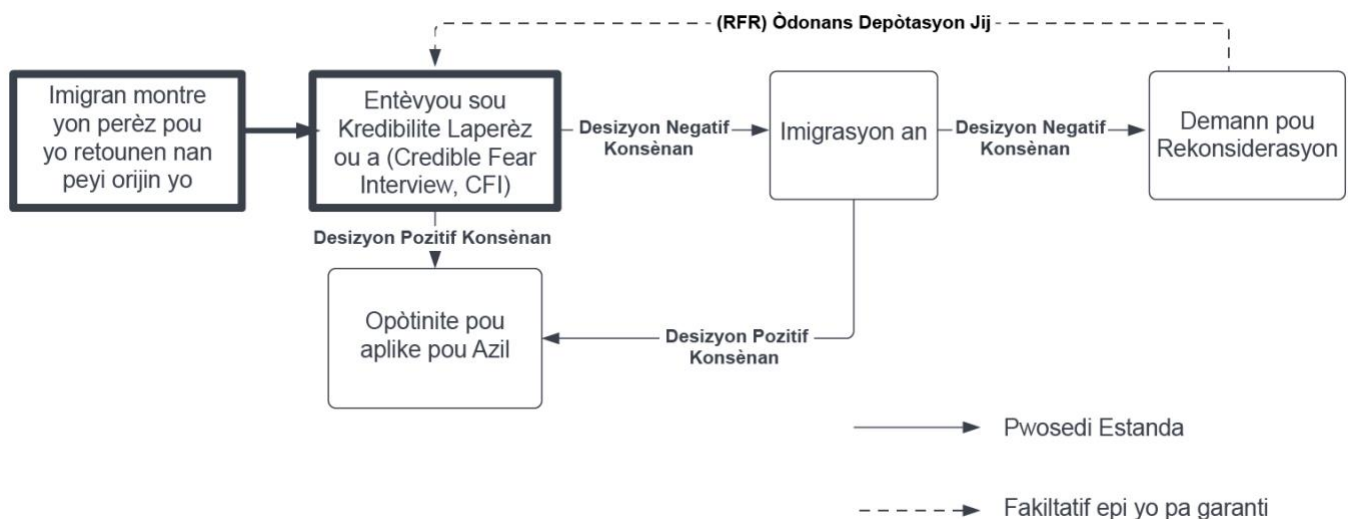 (RFR) Òdonans Depòtasyon Jij
Imigran montre
yon perèz pou
yo retounen nan
peyi orijin yo
Entèvyou sou
Kredibilite Laperèz
ou a (Credible Fear
Interview, CFI)
Desizyon Negatif
Konsènan
Imigrasyon an
Desizyon Negatif
Konsènan
Demann pou
Rekonsiderasyon
Desizyon Pozitif Konsènan
Opòtinite pou
aplike pou Azil
Desizyon Pozitif
Konsènan
Pwosedi Estanda
Fakiltatif epi yo pa garanti